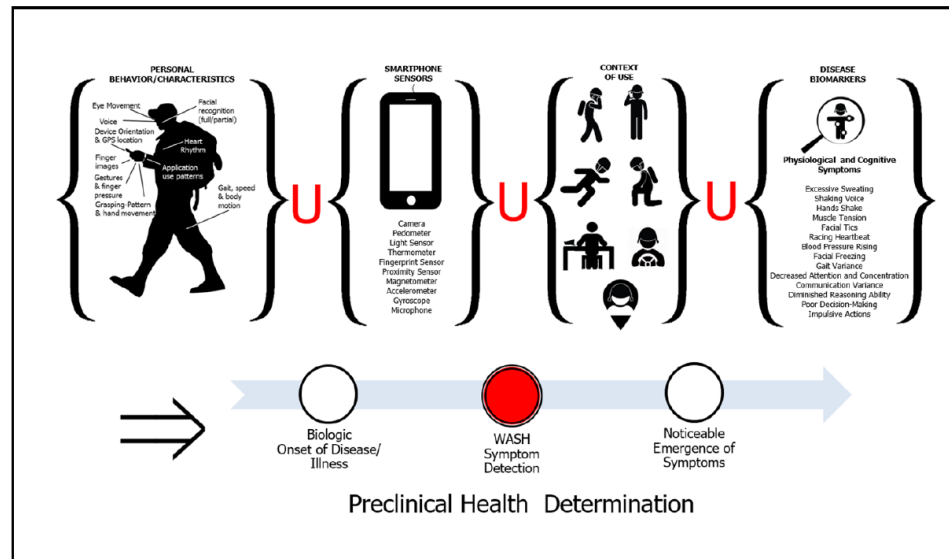 PERSONAL
BEHAVIOR/CHARACTERISTICS
Eye Movement
Facial
recognition
(full/partial)
Voice
Device Orientation
& GPS location
Heart
Rhythm
Finger
images
Application
use patterns
Gestures
& finger
pressure
Gait, speed
& body
motion
Grasping-Pattern
& hand movement
U
SMARTPHONE
SENSORS
Camera
Pedometer
Light Sensor
Thermometer
Fingerprint Sensor
Proximity Sensor
Magnetometer
Accelerometer
Gyroscope
Microphone
U
CONTEXT
OF USE
U
DISEASE
BIOMARKERS
Physiological and Cognitive
Symptoms
Excessive Sweating
Shaking Voice
Hands Shake
Muscle Tension
Facial Tics
Racing Heartbeat
Blood Pressure Rising
Facial Freezing
Gait Variance
Decreased Attention and Concentration
Communication Variance
Diminished Reasoning Ability
Poor Decision-Making
Impulsive Actions
Biologic
Onset of Disease/
Illness
WASH
Symptom
Detection
Noticeable
Emergence of
Symptoms
Preclinical Health Determination